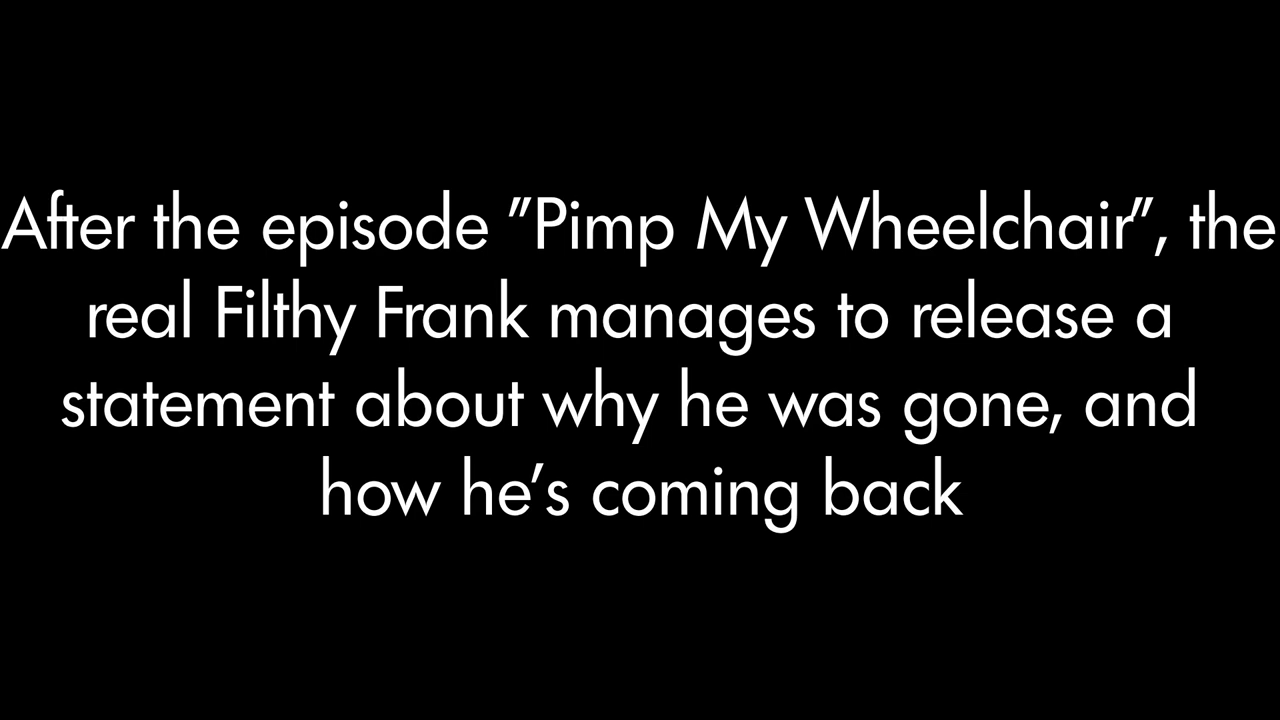 After the episode ”Pimp My Wheelchair”, the
real Filthy Frank manages to release a
statement about why he was gone, and
how he’s coming back